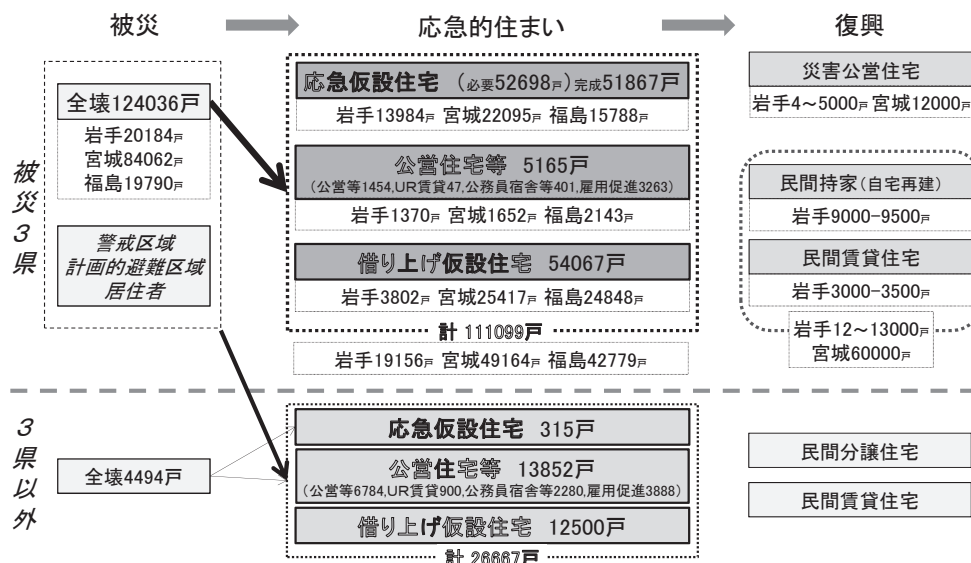 被災
応急的住まい
復興
被災3県
全壊124036戸
岩手20184戸
宮城84062戸
福島19790戸
警戒区域
計画的避難区域
居住者
応急仮設住宅 (必要52698戸)完成51867戸
岩手13984戸 宮城22095戸 福島15788戸
公営住宅等 5165戸
(公営等1454,UR賃貸47,公務員宿舎等401,雇用促進3263)
岩手1370戸 宮城1652戸 福島2143戸
借り上げ仮設住宅 54067戸
岩手3802戸 宮城25417戸 福島24848戸
計 111099戸
岩手19156戸 宮城49164戸 福島42779戸
災害公営住宅
岩手4~5000戸 宮城12000戸
民間持家(自宅再建)
岩手9000-9500戸
民間賃貸住宅
岩手3000-3500戸
岩手12~13000戸
宮城60000戸
3県以外
全壊4494戸
応急仮設住宅 315戸
公営住宅等 13852戸
(公営等6784,UR賃貸900,公務員宿舎等2280,雇用促進3888)
借り上げ仮設住宅 12500戸
計 26667戸
民間分譲住宅
民間賃貸住宅